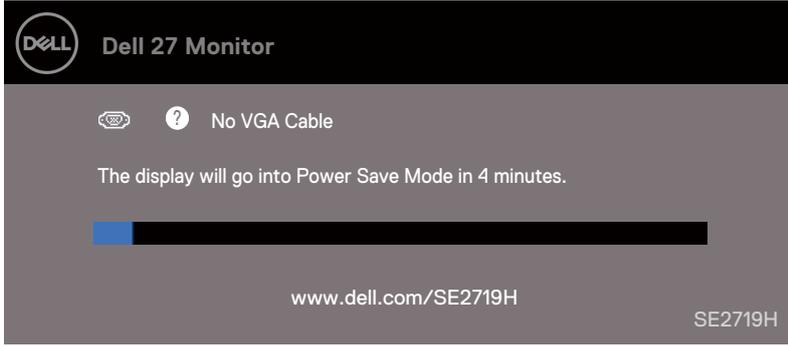 DELL
Dell 27 Monitor
? No VGA Cable
The display will go into Power Save Mode in 4 minutes.
www.dell.com/SE2719H
SE2719H